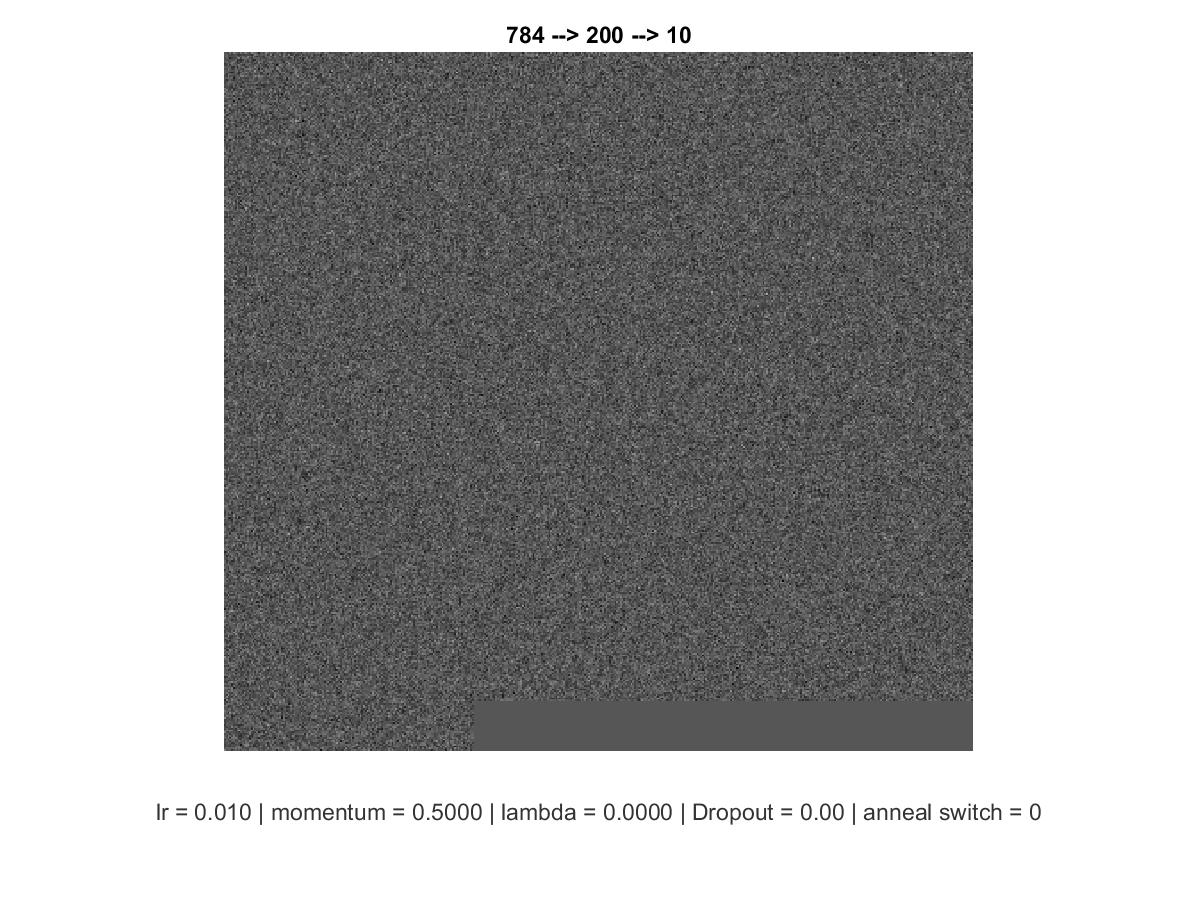 784 --> 200 --> 10
lr = 0.010 | momentum = 0.5000 | lambda = 0.0000 | Dropout = 0.00 | anneal switch = 0